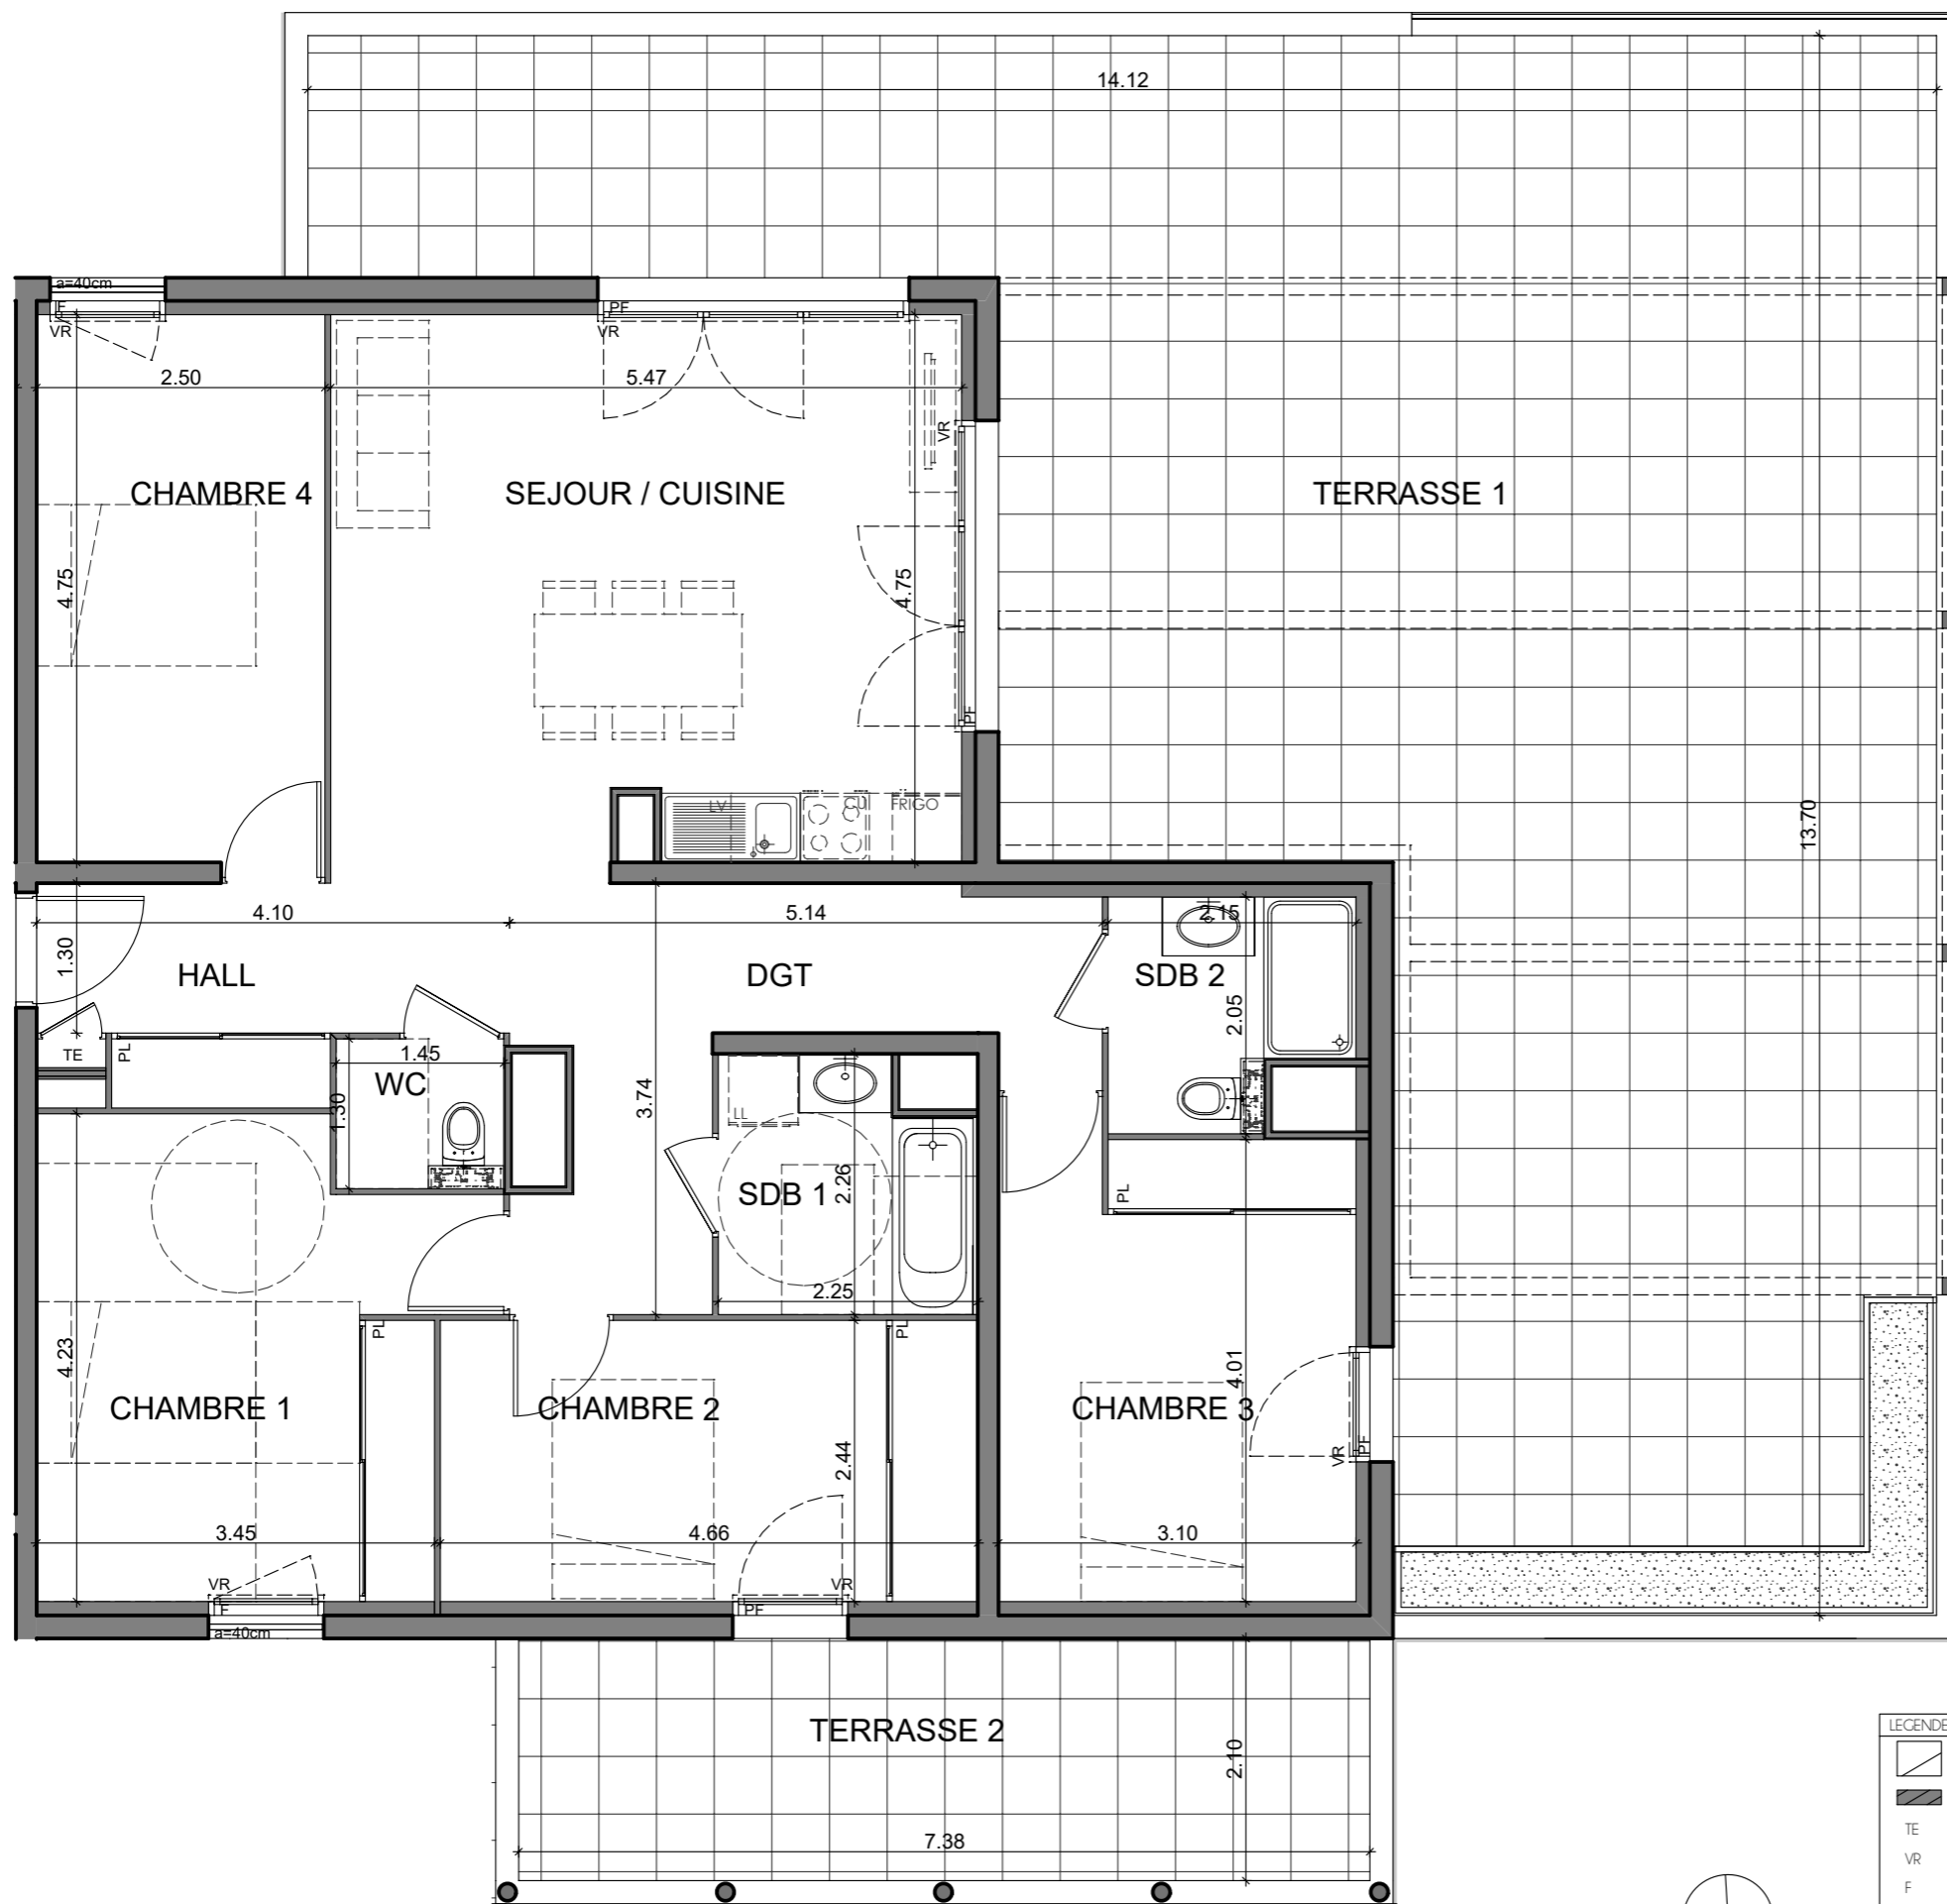 14.12
a=40cm
F
VR
PF
VR
2.50
5.47
VR
CHAMBRE 4
SEJOUR / CUISINE
TERRASSE 1
4.75
4.75
PF
LV
CU
FRIGO
13.70
4.10
5.14
2.15
1.30
HALL
DGT
SDB 2
2.05
TE
PL
1.45
WC
1.30
3.74
LL
SDB 1
2.26
PL
2.25
4.23
PL
PL
4.01
CHAMBRE 1
CHAMBRE 2
CHAMBRE 3
2.44
VR
PF
3.45
4.66
3.10
VR
F
a=40cm
VR
PF
TERRASSE 2
2.10
7.38
LEGENDE
TE
VR
F